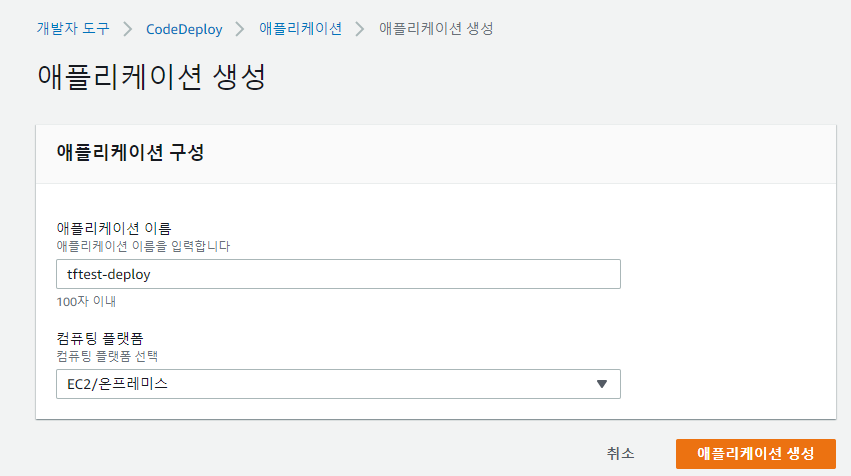 개발자 도구 > CodeDeploy > 애플리케이션 > 애플리케이션 생성
애플리케이션 생성
애플리케이션 구성
애플리케이션 이름
애플리케이션 이름을 입력합니다
tftest-deploy
100자 이내
컴퓨팅 플랫폼
컴퓨팅 플랫폼 선택
EC2/온프레미스
취소 애플리케이션 생성